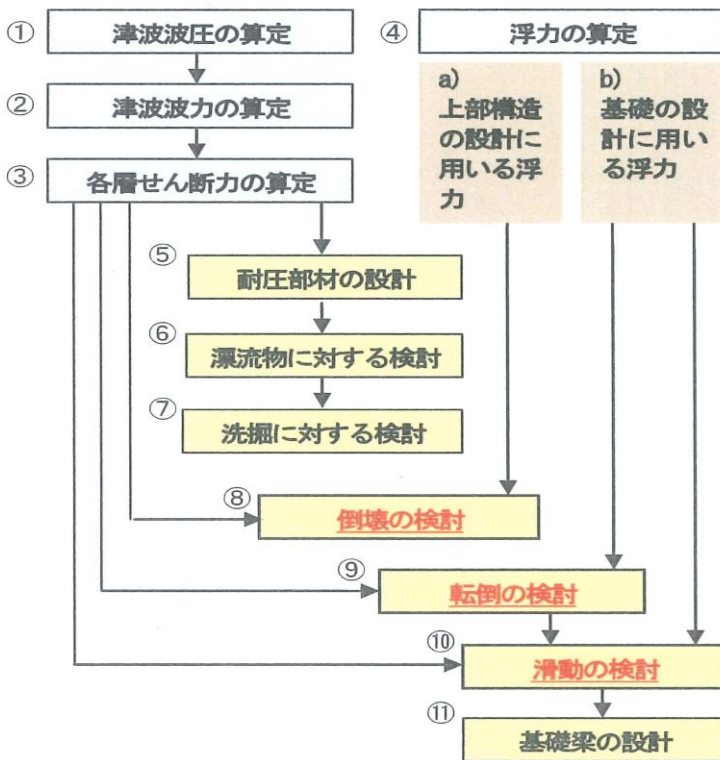 ① 津波波圧の算定
② 津波波力の算定
③ 各層せん断力の算定
④ 浮力の算定
a)
上部構造
の設計に
用いる浮
力
b)
基礎の設
計に用い
る浮力
⑤ 耐圧部材の設計
⑥ 漂流物に対する検討
⑦ 洗掘に対する検討
⑧ 倒壊の検討
⑨ 転倒の検討
⑩ 滑動の検討
⑪ 基礎梁の設計